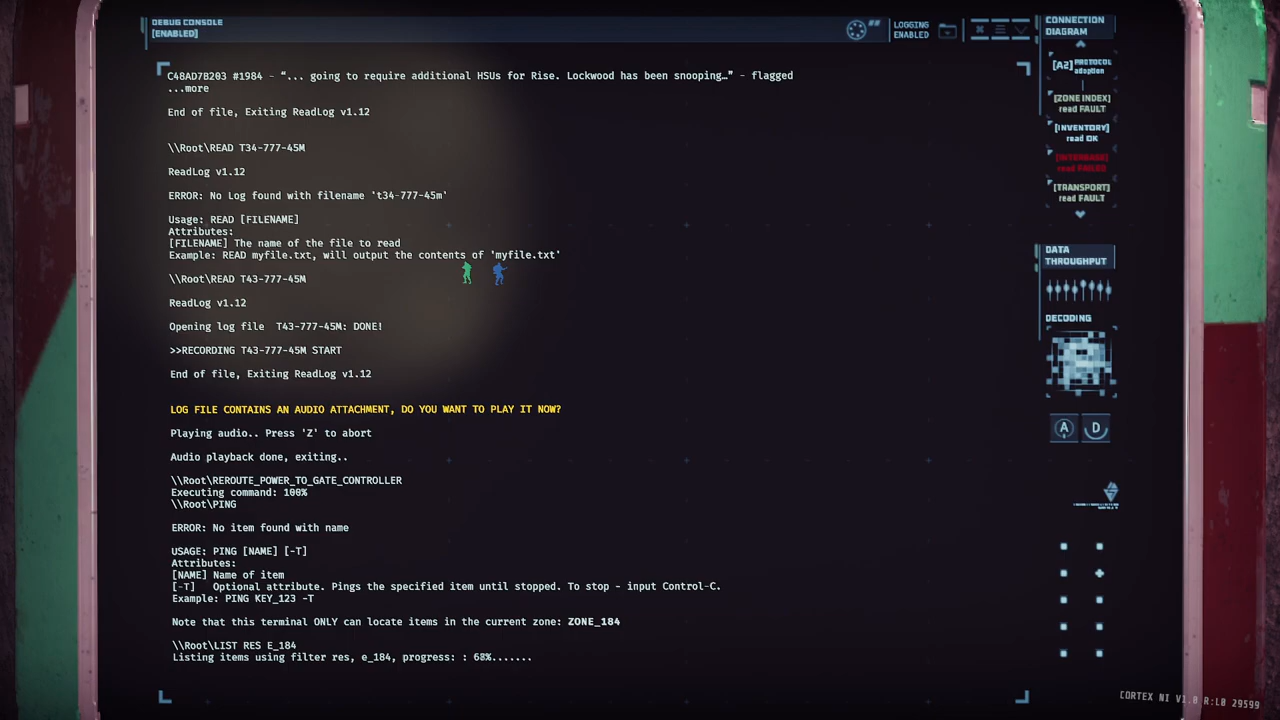 DEBUG CONSOLE
[ENABLED]
LOGGING
ENABLED
C48AD7B203 #1984 - “... going to require additional HSUs for Rise. Lockwood has been snooping…” - flagged
...more
End of file, Exiting ReadLog v1.12
\\Root\READ T34-777-45M
ReadLog v1.12
ERROR: No Log found with filename 't34-777-45m'
Usage: READ [FILENAME]
Attributes:
[FILENAME] The name of the file to read
Example: READ myfile.txt, will output the contents of 'myfile.txt'
\\Root\READ T43-777-45M
ReadLog v1.12
Opening log file  T43-777-45M: DONE!
>>RECORDING T43-777-45M START
End of file, Exiting ReadLog v1.12
LOG FILE CONTAINS AN AUDIO ATTACHMENT, DO YOU WANT TO PLAY IT NOW?
Playing audio.. Press 'Z' to abort
Audio playback done, exiting..
\\Root\REROUTE_POWER_TO_GATE_CONTROLLER
Executing command: 100%
\\Root\PING
ERROR: No item found with name
USAGE: PING [NAME] [-T]
Attributes:
[NAME] Name of item
[-T]   Optional attribute. Pings the specified item until stopped. To stop - input Control-C.
Example: PING KEY_123 -T
Note that this terminal ONLY can locate items in the current zone: ZONE_184
\\Root\LIST RES E_184
Listing items using filter res, e_184, progress: : 68%.......
CONNECTION
DIAGRAM
[A2] PROTOCOL
adaption
[ZONE INDEX]
read FAULT
[INVENTORY]
read OK
[INTERBASE]
read FAILED
[TRANSPORT]
read FAULT
DATA
THROUGHPUT
DECODING
A D
CORTEX NI V1.0 R:L0 29599